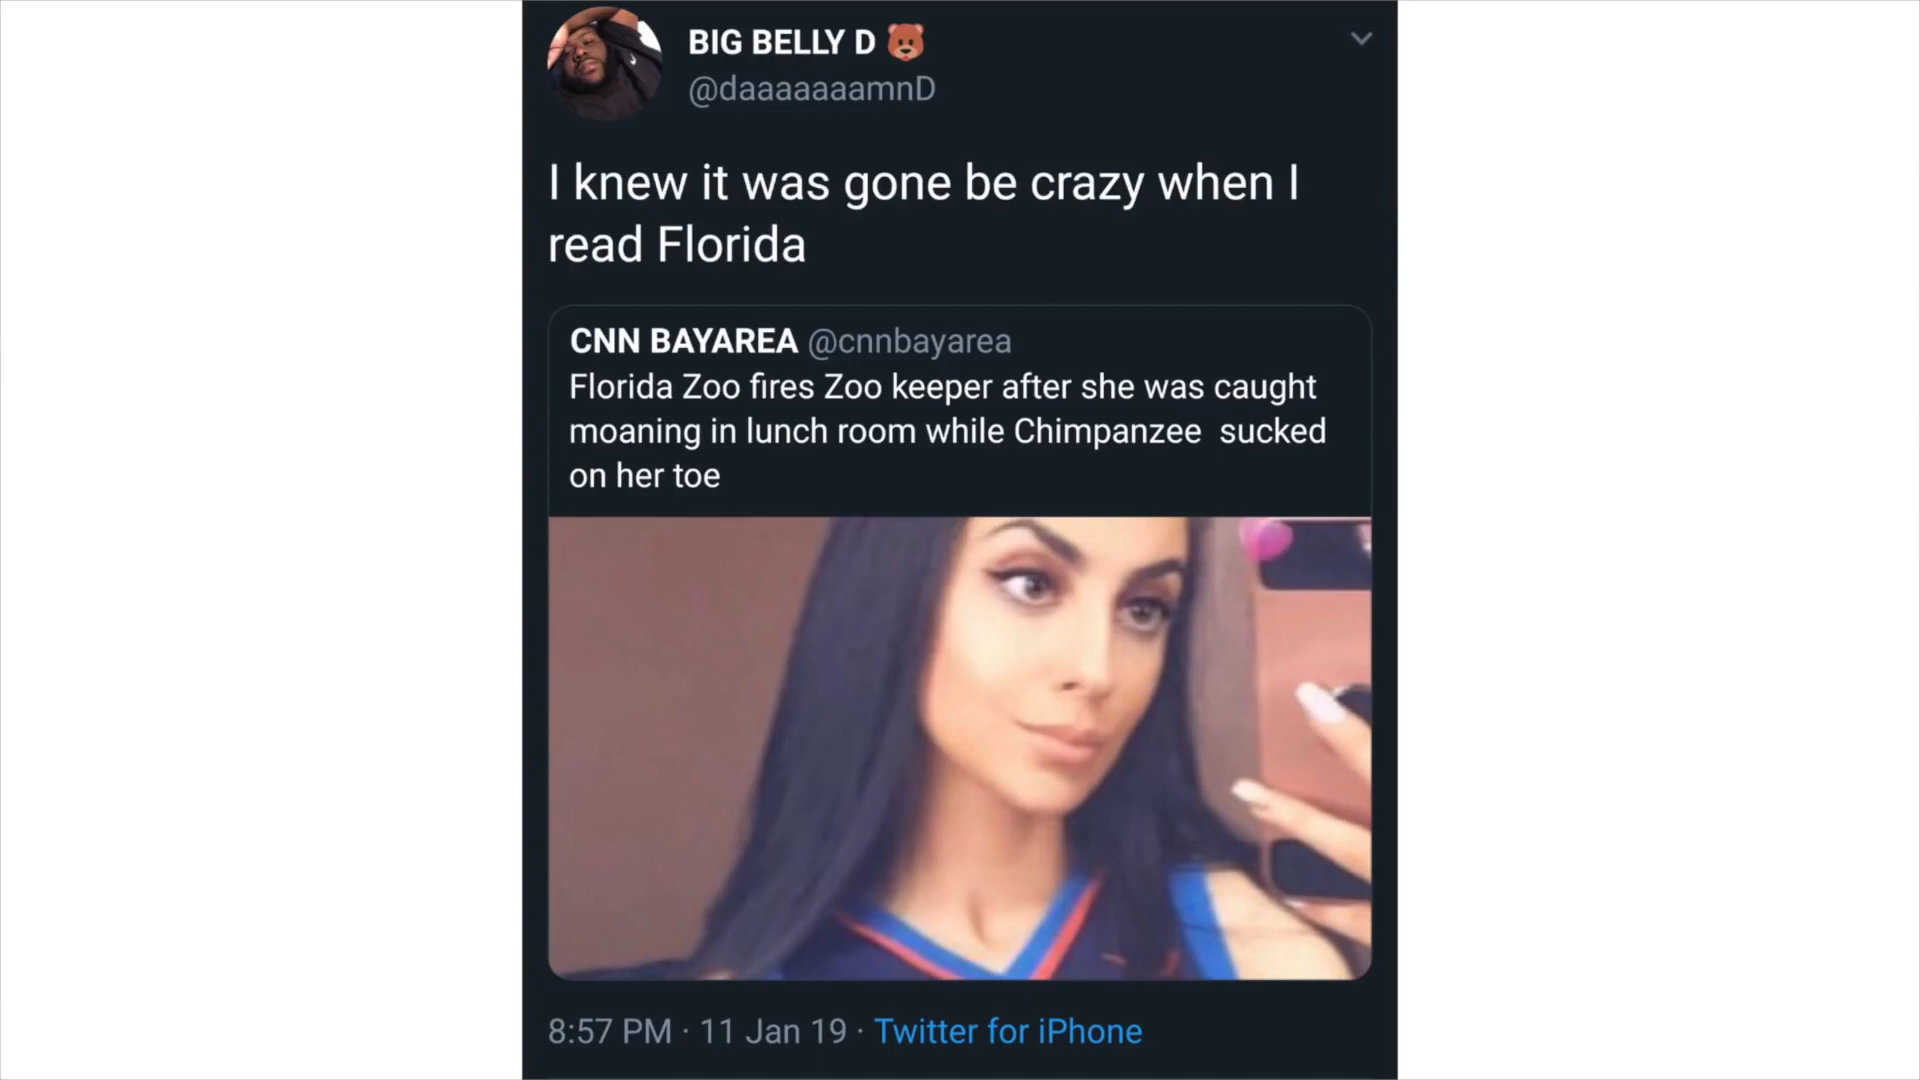 BIG BELLY D 🐻
@daaaaaaamnD
I knew it was gone be crazy when I
read Florida
CNN BAYAREA @cnnbayarea
Florida Zoo fires Zoo keeper after she was caught
moaning in lunch room while Chimpanzee  sucked
on her toe
8:57 PM · 11 Jan 19 · Twitter for iPhone